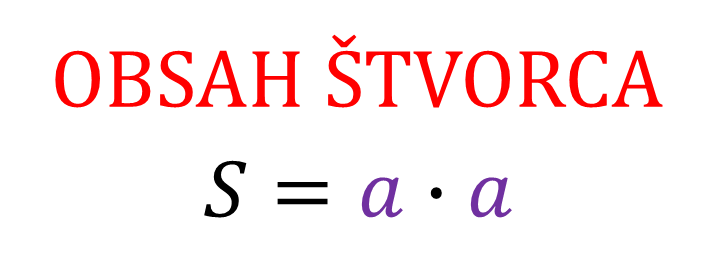 OBSAH ŠTVORCA
S = a · a